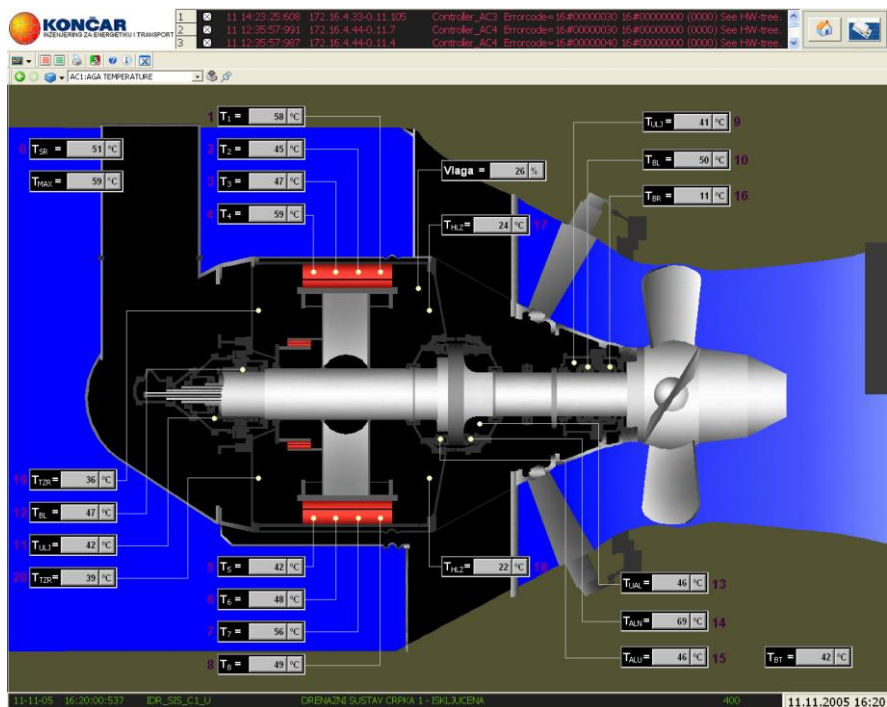 KONČAR
INŽENJERING ZA ENERGETIKU I TRANSPORT
1 11 14:23:25:608 172.16.4.33-0.11.105 Controller_AC3 Errorcode=16#00000030 16#00000000 (0000) See HW-tree.
2 11 12:35:57:991 172.16.4.44-0.11.7 Controller_AC4 Errorcode=16#00000030 16#00000000 (0000) See HW-tree.
3 11 12:35:57:987 172.16.4.44-0.11.4 Controller_AC4 Errorcode=16#00000040 16#00000000 (0000) See HW-tree.
AC1:AGA TEMPERATURE
1 T1 = 58 °C
TULJ = 41 °C 9
TSR = 51 °C
2 T2 = 45 °C
TBL = 50 °C 10
Vlaga = 26 %
TMAX = 59 °C
3 T3 = 47 °C
TBR = 11 °C 16
4 T4 = 59 °C
THLZ = 24 °C 17
19 TTZR = 36 °C
12 TBL = 47 °C
11 TULJ = 42 °C
20 TTZR = 39 °C
5 T5 = 42 °C
THLZ = 22 °C 18
TUAL = 46 °C 13
6 T6 = 48 °C
TALN = 69 °C 14
7 T7 = 56 °C
8 T8 = 49 °C
TALU = 46 °C 15
TBT = 42 °C
11-11-05 16:20:00:537 IDR_SIS_C1_U DRENAZNI SUSTAV CRPKA 1 - ISKLJUCENA 400 11.11.2005 16:20